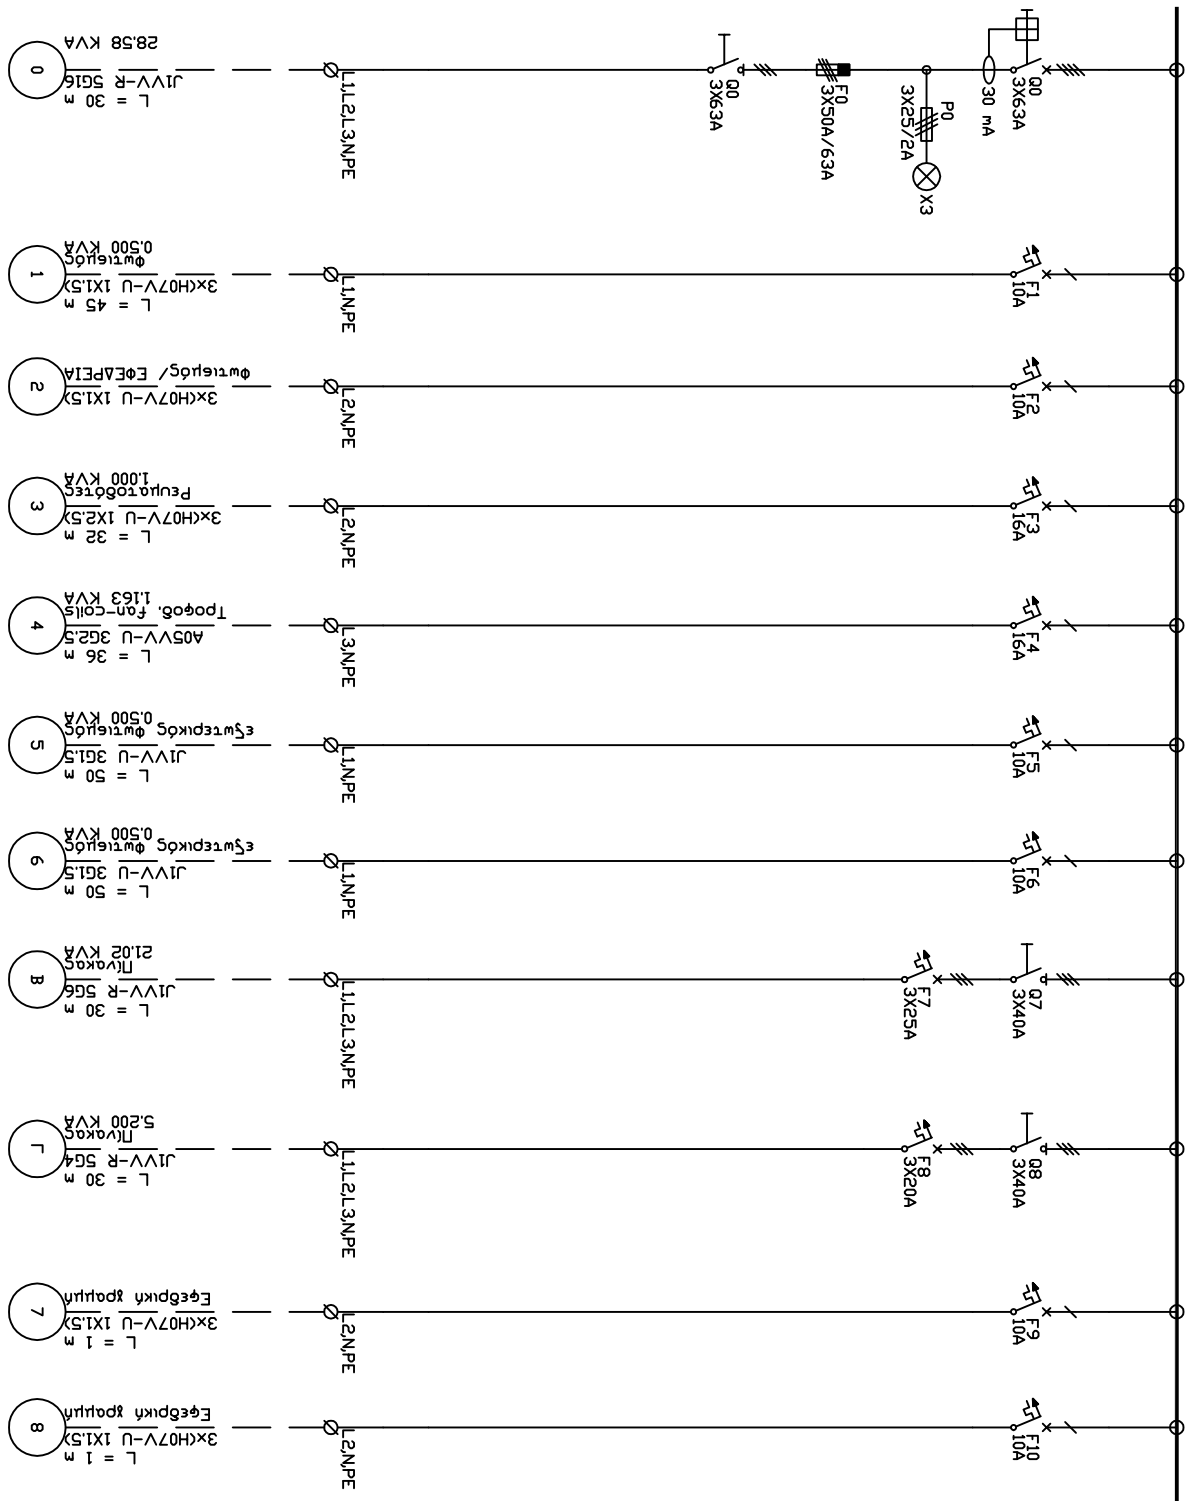 0
28.58 KVA
J1VV-R 5G16
L = 30 m
L1,L2,L3,N,PE
Q0
3X63A
F0
3X50A/63A
P0
3X25/2A
X3
30 mA
Q0
3X63A
1
0.500 KVA
Φωτισμός
3x(H07V-U 1X1.5)
L = 45 m
L1,N,PE
F1
10A
2
Φωτισμός/ ΕΦΕΔΡΕΙΑ
3x(H07V-U 1X1.5)
L2,N,PE
F2
10A
3
1.000 KVA
Ρευματοδότες
3x(H07V-U 1X2.5)
L = 32 m
L2,N,PE
F3
16A
4
1.163 KVA
Τροφοδ. fan-coils
A05VV-U 3G2.5
L = 36 m
L3,N,PE
F4
16A
5
0.500 KVA
εξωτερικός Φωτισμός
J1VV-U 3G1.5
L = 50 m
L1,N,PE
F5
10A
6
0.500 KVA
εξωτερικός Φωτισμός
J1VV-U 3G1.5
L = 50 m
L1,N,PE
F6
10A
B
21.02 KVA
Πίνακας
J1VV-R 5G6
L = 30 m
L1,L2,L3,N,PE
F7
3X25A
Q7
3X40A
Γ
5.200 KVA
Πίνακας
J1VV-R 5G4
L = 30 m
L1,L2,L3,N,PE
F8
3X20A
Q8
3X40A
7
Εφεδρική γραμμή
3x(H07V-U 1X1.5)
L = 1 m
L2,N,PE
F9
10A
8
Εφεδρική γραμμή
3x(H07V-U 1X1.5)
L = 1 m
L2,N,PE
F10
10A